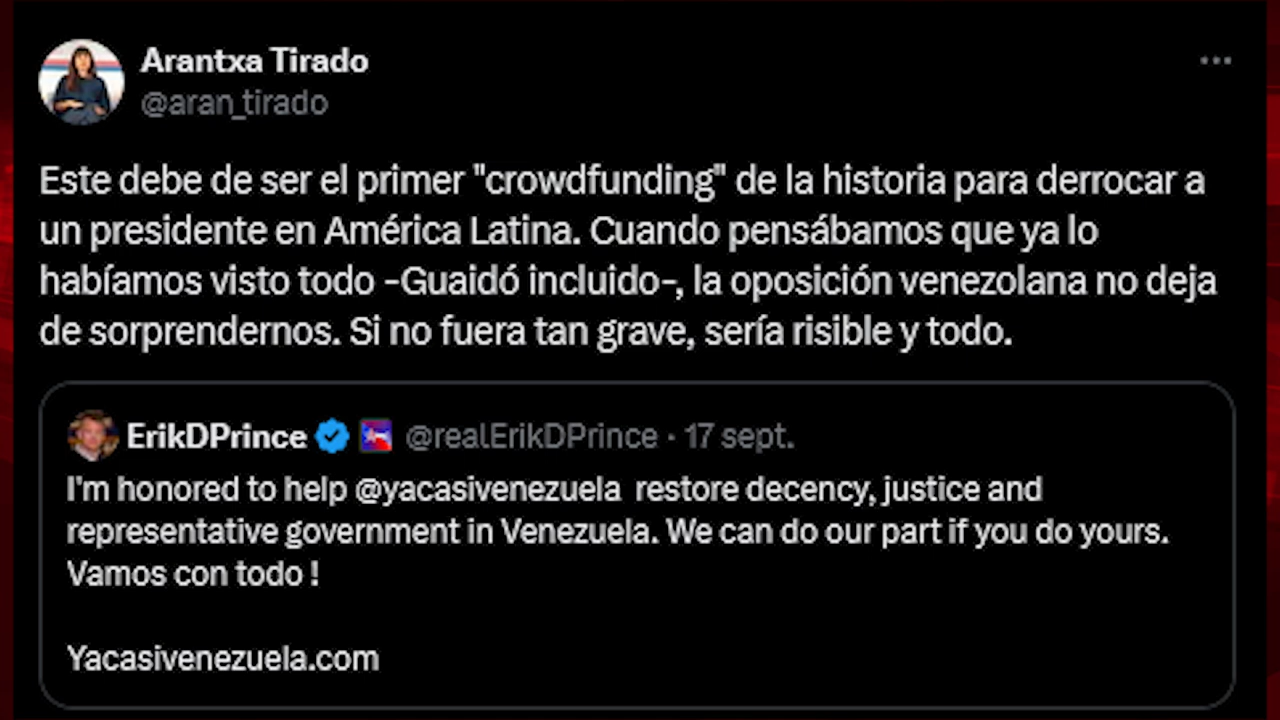 Arantxa Tirado
@aran_tirado
Este debe de ser el primer "crowdfunding" de la historia para derrocar a
un presidente en América Latina. Cuando pensábamos que ya lo
habíamos visto todo -Guaidó incluido-, la oposición venezolana no deja
de sorprendernos. Si no fuera tan grave, sería risible y todo.
ErikDPrince @realErikDPrince · 17 sept.
I'm honored to help @yacasivenezuela restore decency, justice and
representative government in Venezuela. We can do our part if you do yours.
Vamos con todo !
Yacasivenezuela.com